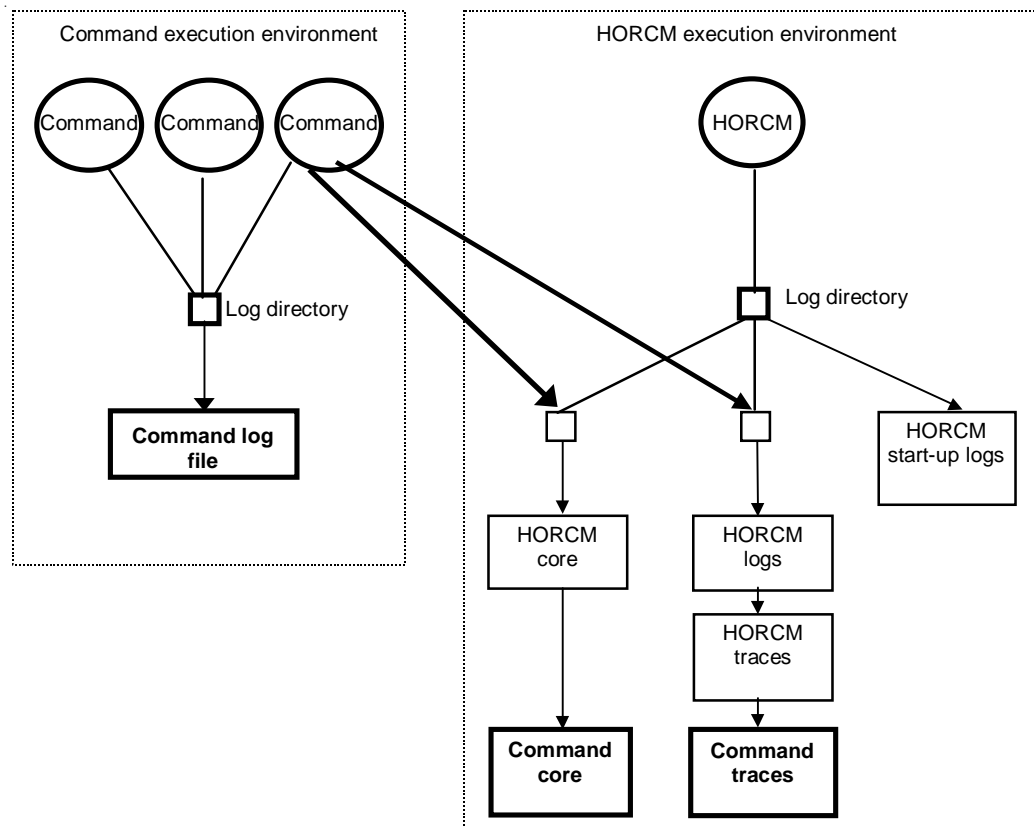 Command execution environment
HORCM execution environment
Command
Command
Command
HORCM
Log directory
Log directory
Command log
file
HORCM
start-up logs
HORCM
core
HORCM
logs
HORCM
traces
Command
core
Command
traces